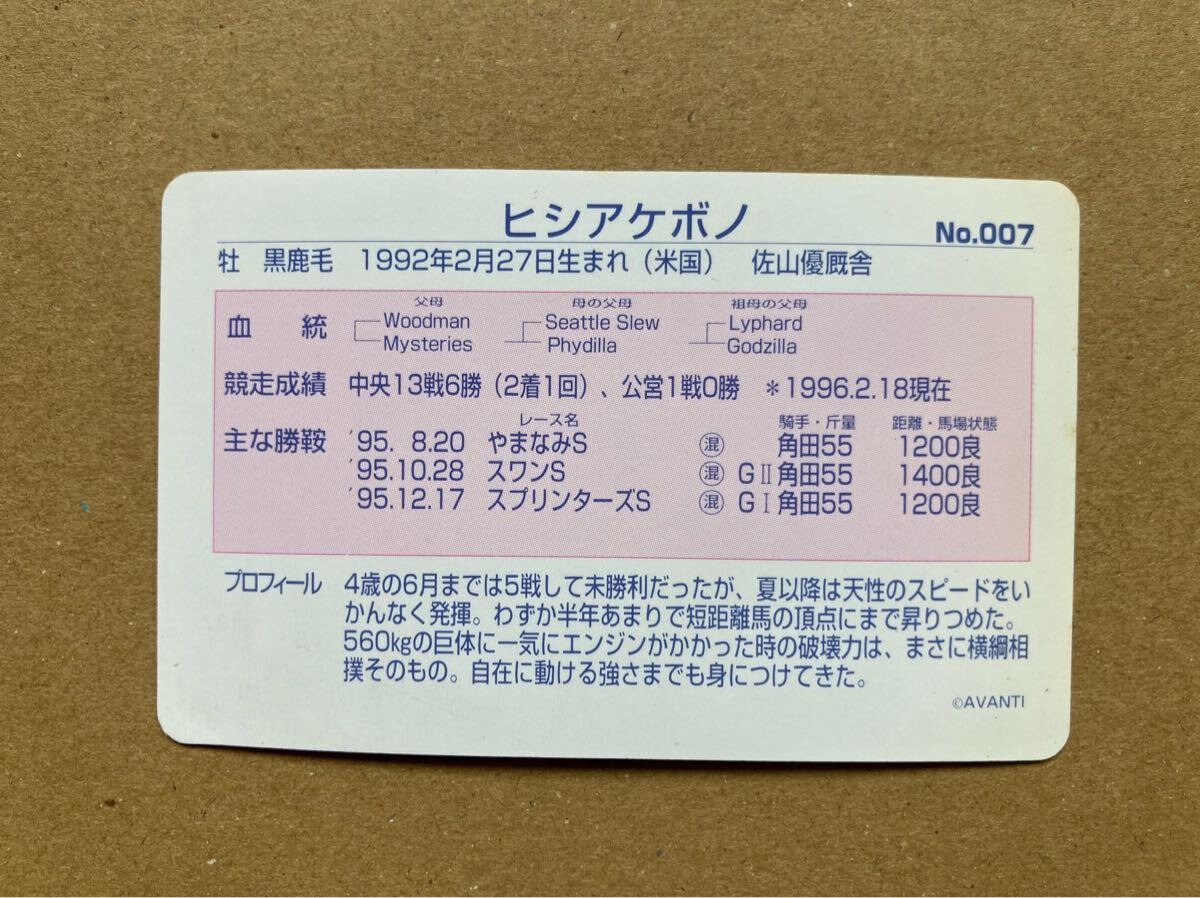 ヒシアケボノ
No.007
牡 黒鹿毛 1992年2月27日生まれ(米国) 佐山優厩舎
父母 母の父母 祖母の父母
血統 Woodman Seattle Slew Lyphard
Mysteries Phydilla Godzilla
競走成績 中央13戦6勝(2着1回)、公営1戦0勝 *1996.2.18現在
レース名 騎手・斤量 距離・馬場状態
主な勝鞍 '95. 8.20 やまなみS ㊣混 角田55 1200良
'95.10.28 スワンS 混 GⅡ 角田55 1400良
'95.12.17 スプリンターズS 混 GⅠ 角田55 1200良
プロフィール 4歳の6月までは5戦して未勝利だったが、夏以降は天性のスピードをい
かんなく発揮。わずか半年あまりで短距離馬の頂点にまで昇りつめた。
560kgの巨体に一気にエンジンがかかった時の破壊力は、まさに横綱相
撲そのもの。自在に動ける強さまでも身につけてきた。
©AVANTI